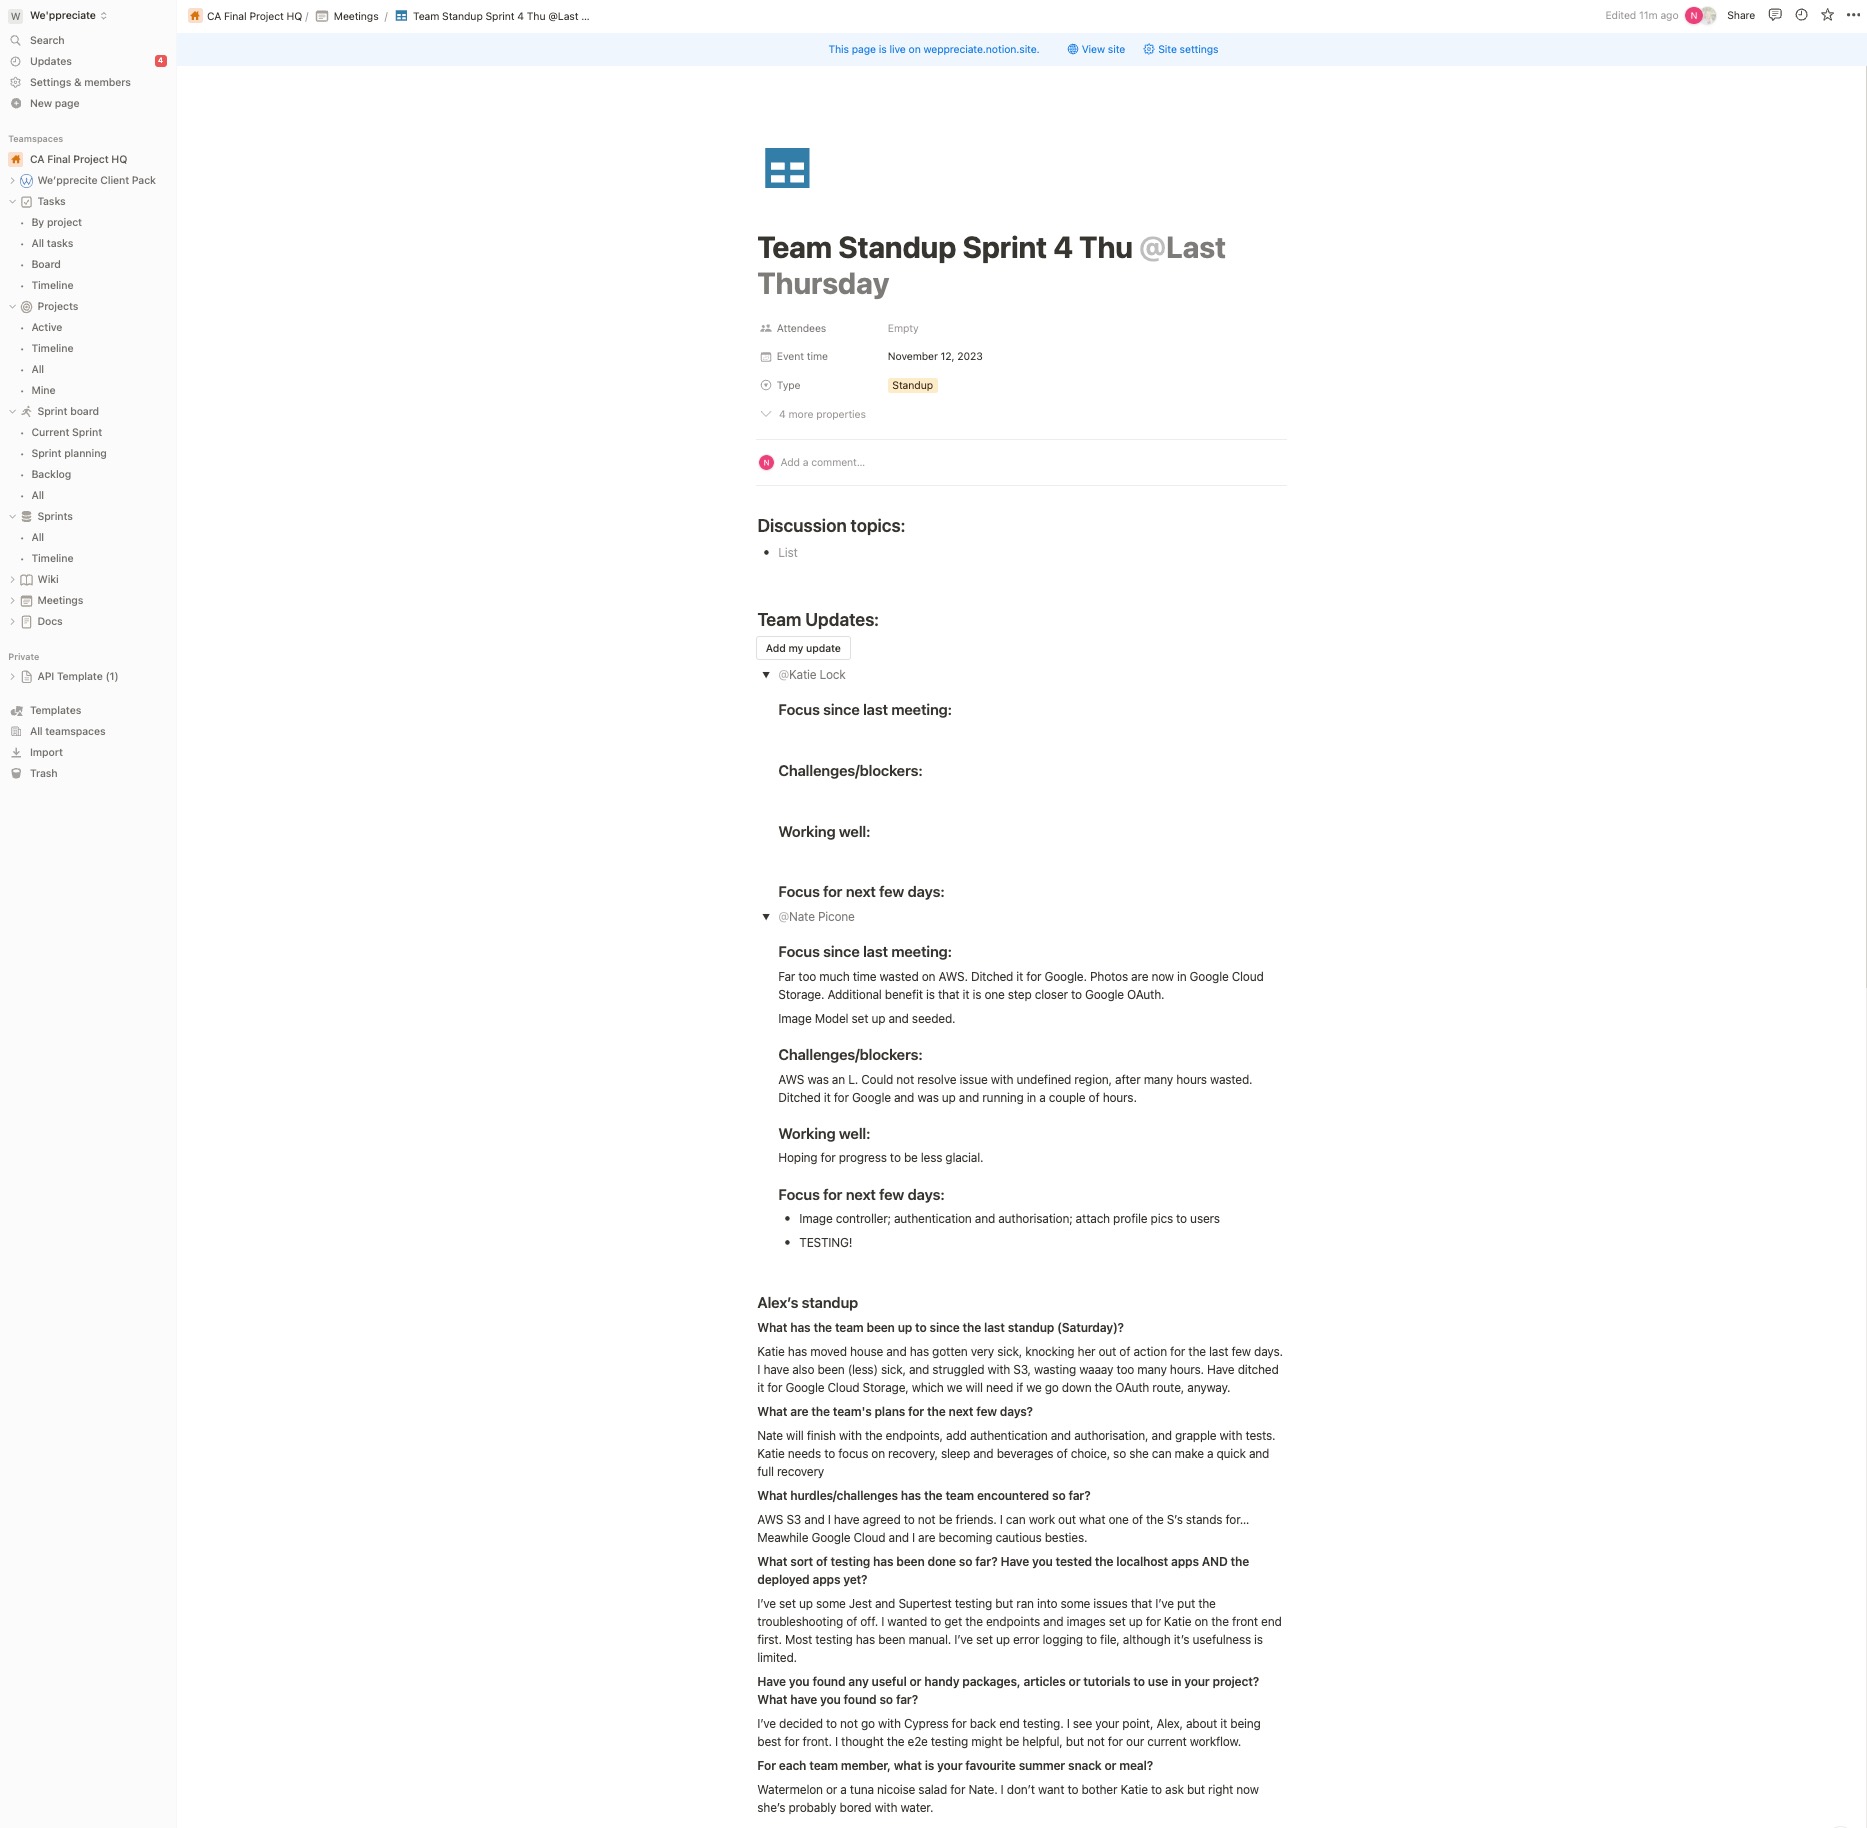 W We'ppreciate
Search
Updates 4
Settings & members
New page
Teamspaces
CA Final Project HQ
We'pprecite Client Pack
Tasks
By project
All tasks
Board
Timeline
Projects
Active
Timeline
All
Mine
Sprint board
Current Sprint
Sprint planning
Backlog
All
Sprints
All
Timeline
Wiki
Meetings
Docs
Private
API Template (1)
Templates
All teamspaces
Import
Trash
CA Final Project HQ / Meetings / Team Standup Sprint 4 Thu @Last ...
Edited 11m ago N Share
This page is live on weppreciate.notion.site. View site Site settings
Team Standup Sprint 4 Thu @Last
Thursday
Attendees Empty
Event time November 12, 2023
Type Standup
4 more properties
N Add a comment...
Discussion topics:
• List
Team Updates:
Add my update
@Katie Lock
Focus since last meeting:
Challenges/blockers:
Working well:
Focus for next few days:
@Nate Picone
Focus since last meeting:
Far too much time wasted on AWS. Ditched it for Google. Photos are now in Google Cloud
Storage. Additional benefit is that it is one step closer to Google OAuth.
Image Model set up and seeded.
Challenges/blockers:
AWS was an L. Could not resolve issue with undefined region, after many hours wasted.
Ditched it for Google and was up and running in a couple of hours.
Working well:
Hoping for progress to be less glacial.
Focus for next few days:
• Image controller; authentication and authorisation; attach profile pics to users
• TESTING!
Alex’s standup
What has the team been up to since the last standup (Saturday)?
Katie has moved house and has gotten very sick, knocking her out of action for the last few days.
I have also been (less) sick, and struggled with S3, wasting waaay too many hours. Have ditched
it for Google Cloud Storage, which we will need if we go down the OAuth route, anyway.
What are the team's plans for the next few days?
Nate will finish with the endpoints, add authentication and authorisation, and grapple with tests.
Katie needs to focus on recovery, sleep and beverages of choice, so she can make a quick and
full recovery
What hurdles/challenges has the team encountered so far?
AWS S3 and I have agreed to not be friends. I can work out what one of the S’s stands for…
Meawhile Google Cloud and I are becoming cautious besties.
What sort of testing has been done so far? Have you tested the localhost apps AND the
deployed apps yet?
I’ve set up some Jest and Supertest testing but ran into some issues that I’ve put the
troubleshooting of off. I wanted to get the endpoints and images set up for Katie on the front end
first. Most testing has been manual. I’ve set up error logging to file, although it’s usefulness is
limited.
Have you found any useful or handy packages, articles or tutorials to use in your project?
What have you found so far?
I’ve decided to not go with Cypress for back end testing. I see your point, Alex, about it being
best for front. I thought the e2e testing might be helpful, but not for our current workflow.
For each team member, what is your favourite summer snack or meal?
Watermelon or a tuna nicoise salad for Nate. I don’t want to bother Katie to ask but right now
she’s probably bored with water.